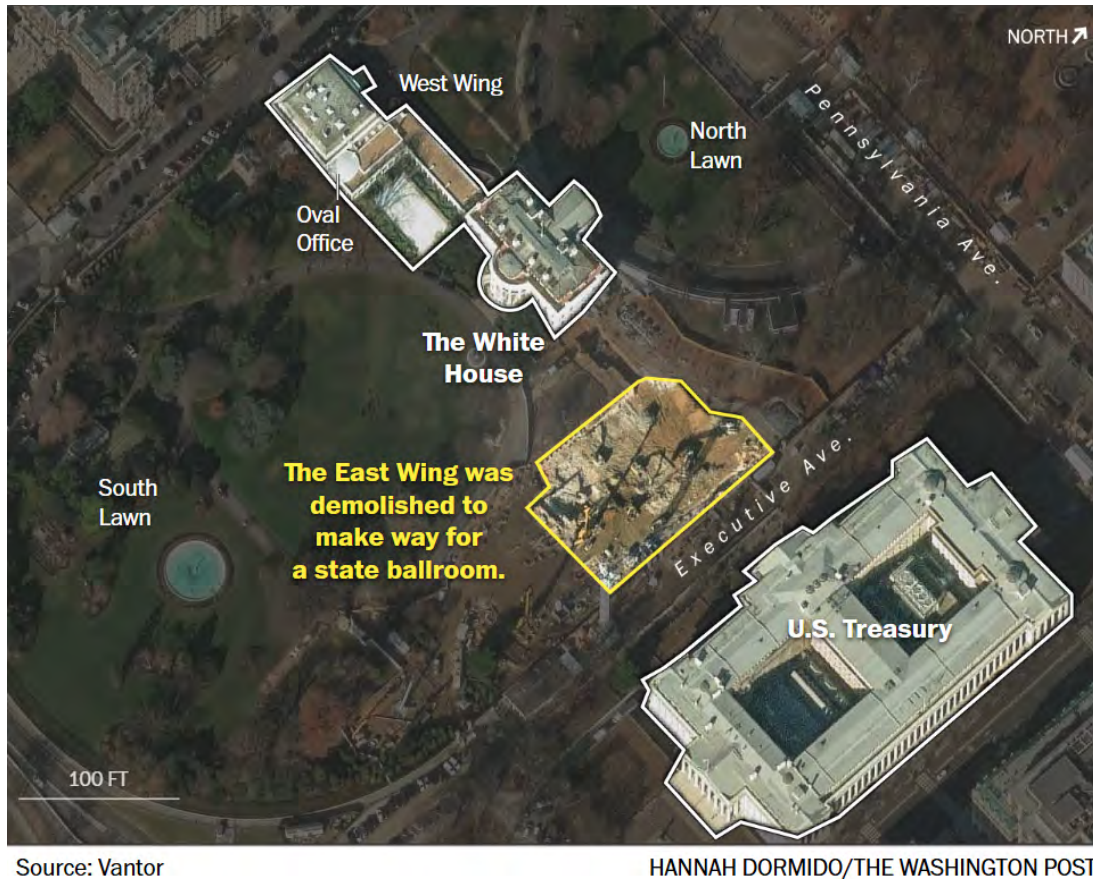 NORTH
West Wing
North
Lawn
Pennsylvania Ave.
Oval
Office
The White
House
The East Wing was
demolished to
make way for
a state ballroom.
Executive Ave.
South
Lawn
U.S. Treasury
100 FT
Source: Vantor
HANNAH DORMIDO/THE WASHINGTON POST